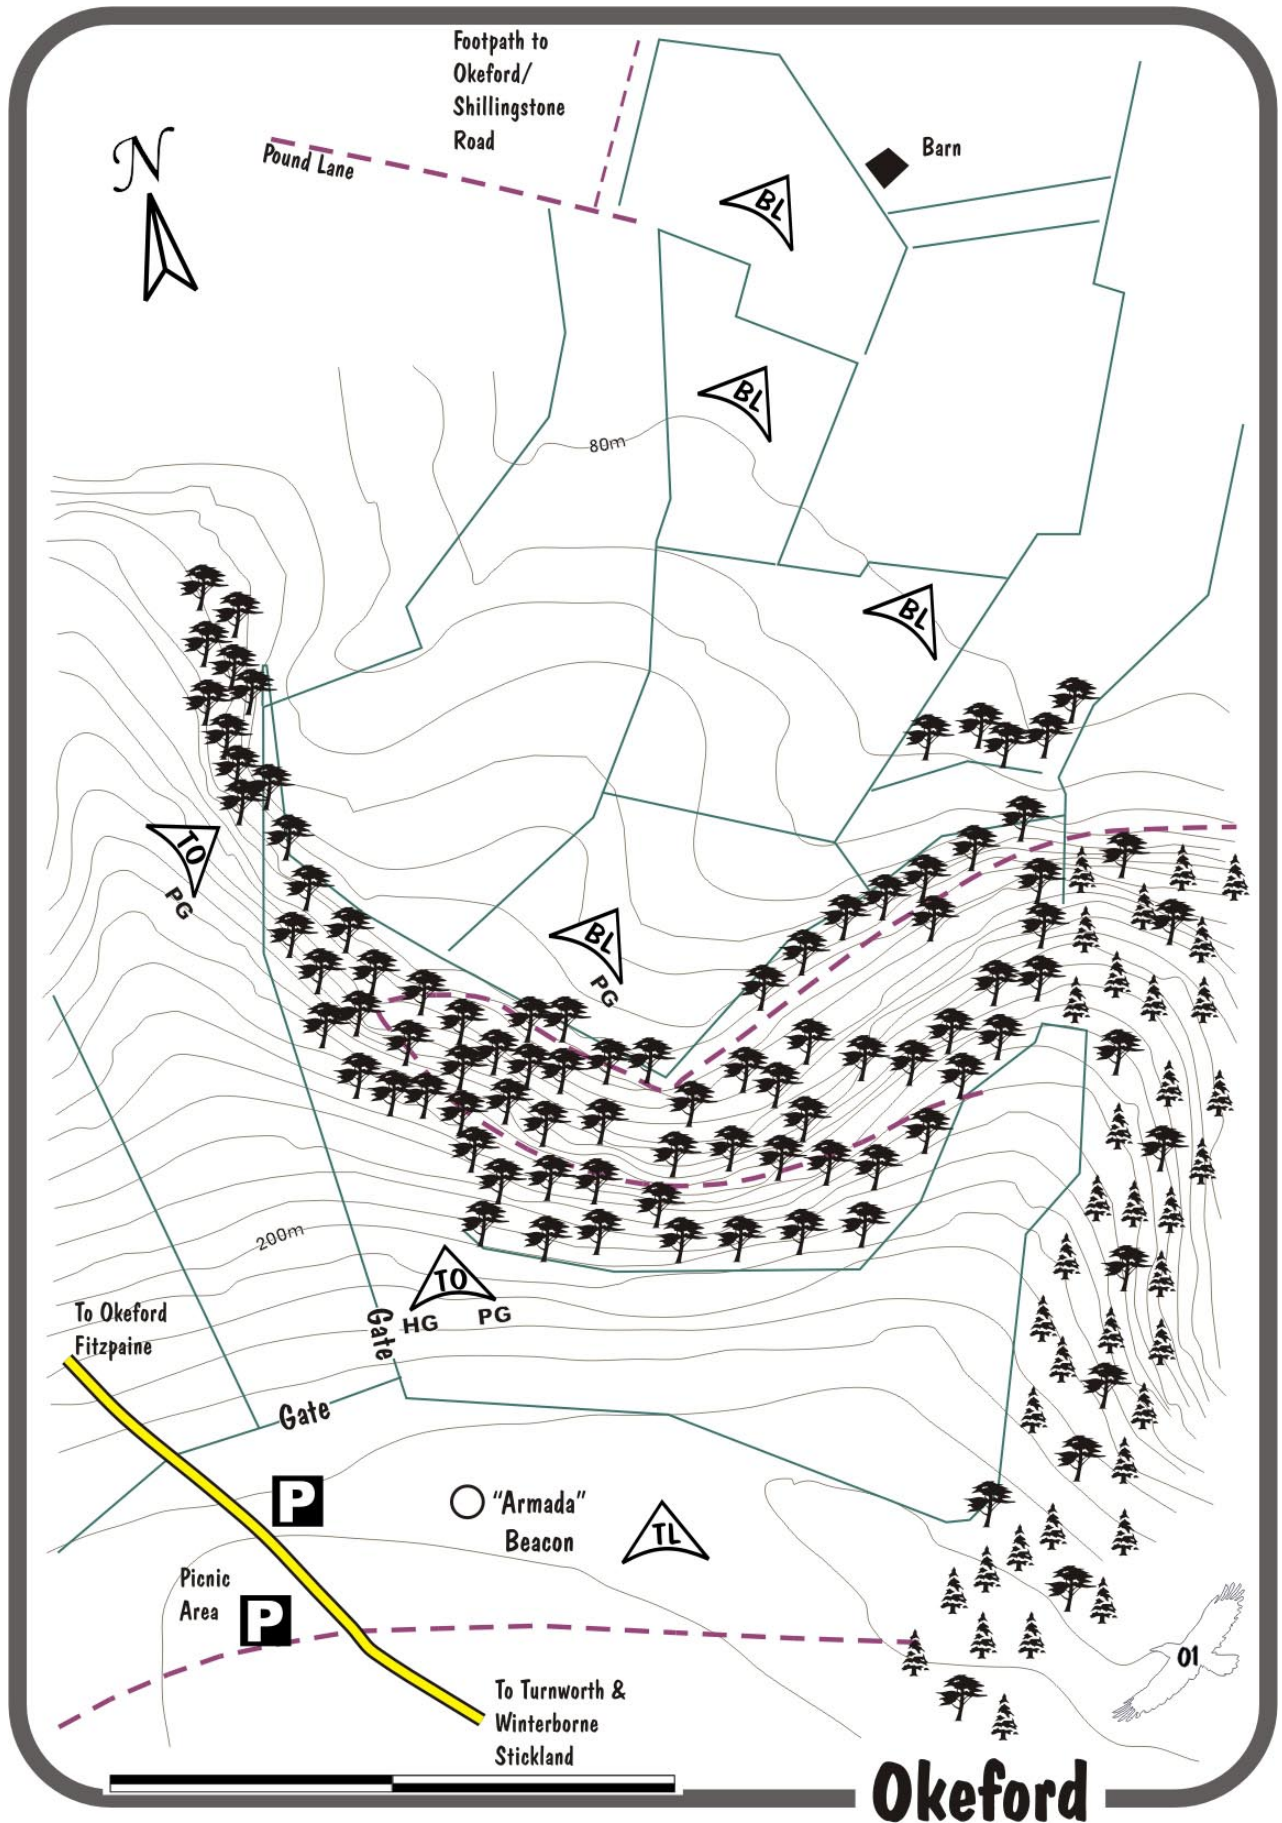 Footpath to
Okeford/
Shillingstone
Road
N
Pound Lane
Barn
BL
BL
80m
BL
TO
PG
BL
PG
200m
TO
HG PG
To Okeford
Fitzpaine
Gate
Gate
P
"Armada"
Beacon
TL
Picnic
Area
P
01
To Turnworth &
Winterborne
Stickland
Okeford